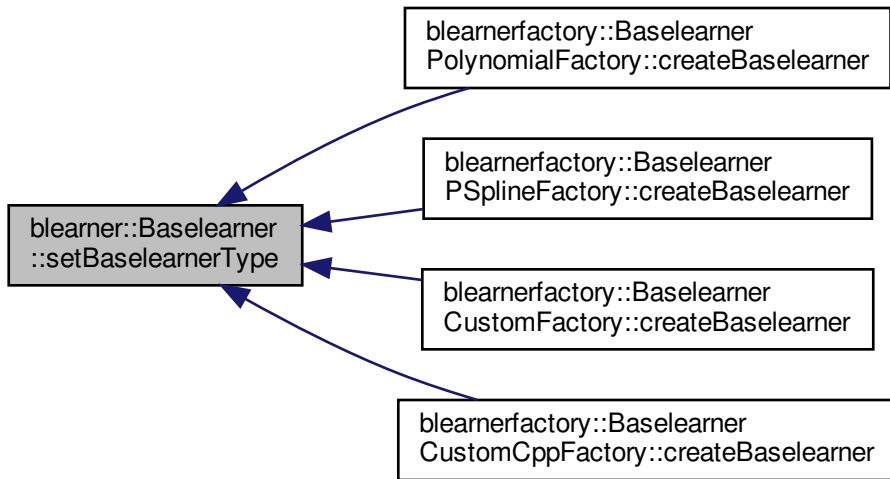 blearnerfactory::Baselearner
PolynomialFactory::createBaselearner
blearnerfactory::Baselearner
PSplineFactory::createBaselearner
blearner::Baselearner
::setBaselearnerType
blearnerfactory::Baselearner
CustomFactory::createBaselearner
blearnerfactory::Baselearner
CustomCppFactory::createBaselearner